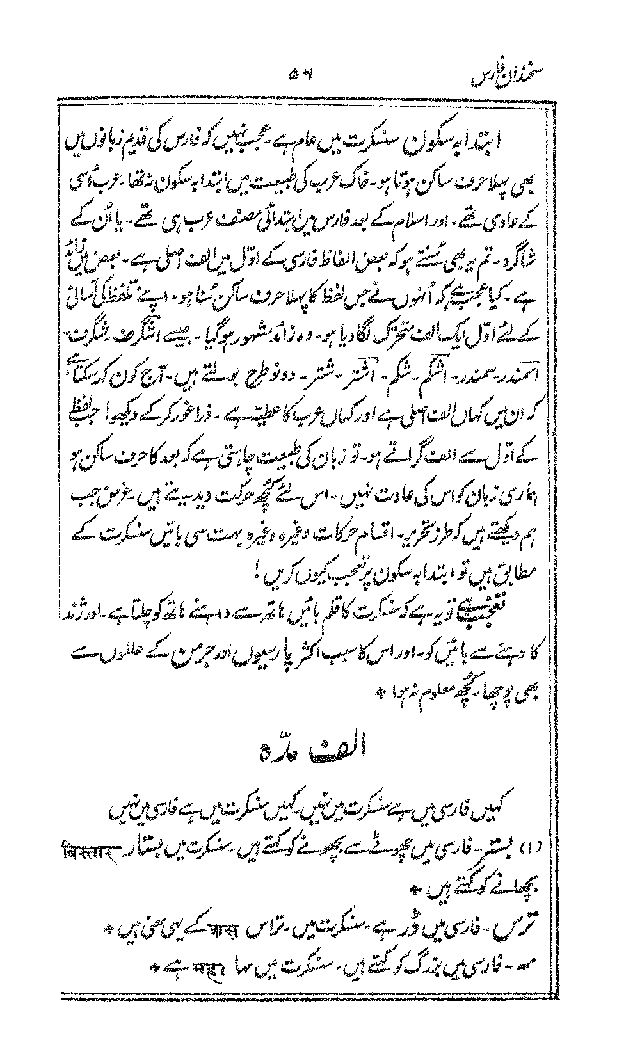 سخندان فارس
۵۶
ابتدا بہ سکون سنسکرت میں عام ہے۔ عجب نہیں کہ فارس کی قدیم زبانوں میں
بھی پہلا حرف ساکن ہوتا ہو۔ خاک عرب کی طبیعت میں ابتدا بہ سکون نہ تھا۔ عرب اسی
کے عادی تھے۔ اور اسلام کے بعد فارس میں ابتدائی مصنف عرب ہی تھے۔ یا اُن کے
شاگرد۔ تم یہ بھی سُنتے ہو کہ بعض الفاظ فارسی کے اوّل میں الف اصلی ہے۔ بعض میں زائد
ہے۔ کیا عجب ہے کہ اُنہوں نے جس لفظ کا پہلا حرف ساکن سُنا ہو۔ اپنے تلفظ کی آسانی
کے لئے اوّل ایک الف متحرک لگا دیا ہو۔ وہ زائد مشہور ہو گیا۔ جیسے اشگرف شگرف۔
اسمندر۔ سمندر۔ اشکم۔ شکم۔ اشتر۔ شتر۔ دونو طرح بولتے ہیں۔ آج کون کہہ سکتا ہے
کہ ان میں کہاں الف اصلی ہے اور کہاں عرب کا عطیہ ہے۔ ذرا غور کر کے دیکھو! جب لفظ
کے اوّل سے الف گراتے ہو۔ تو زبان کی طبیعت چاہتی ہے کہ بعد کا حرف ساکن ہو
ہماری زبان کو اس کی عادت نہیں۔ اس لئے کچھ حرکت دیدیتے ہیں۔ غرض جب
ہم دیکھتے ہیں کہ طرز تحریر۔ اقسام حرکات وغیرہ وغیرہ بہت سی باتیں سنسکرت کے
مطابق ہیں تو ابتدا بہ سکون پر تعجب کیوں کریں!
تعجب تو یہ ہے کہ سنسکرت کا قلم بائیں ہاتھ سے دہنے ہاتھ کو چلتا ہے۔ اور ژند
کا دہنے سے بائیں کو۔ اور اس کا سبب اکثر پارسیوں اور جرمن کے عالموں سے
بھی پوچھا۔ کچھ معلوم نہ ہوا *
الف مدّہ
کہیں فارسی میں ہے سنسکرت میں نہیں۔ کہیں سنسکرت میں ہے فارسی میں نہیں
(۱) بستر۔ فارسی میں چھوٹے سے بچھونے کو کہتے ہیں۔ سنسکرت میں بستار विस्तार
بچھانے کو کہتے ہیں *
ترس۔ فارسی میں ڈر ہے۔ سنسکرت میں۔ تراس त्रास کے یہی معنی ہیں *
مہ۔ فارسی میں بزرگ کو کہتے ہیں۔ سنسکرت میں مہا महा ہے *